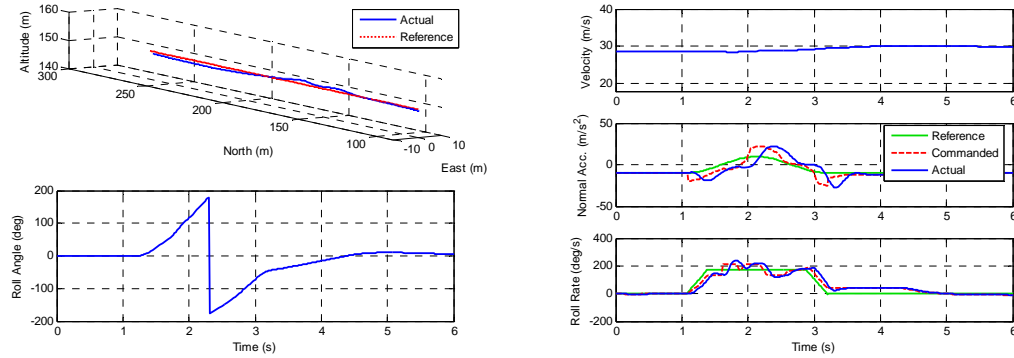 160
150
140
300
250
200
150
100
-10
0
10
Altitude (m)
North (m)
East (m)
Actual
Reference
200
100
0
-100
-200
0 1 2 3 4 5 6
Roll Angle (deg)
Time (s)
40
30
20
0 1 2 3 4 5 6
Velocity (m/s)
50
0
-50
0 1 2 3 4 5 6
Normal Acc. (m/s²)
Reference
Commanded
Actual
400
200
0
-200
0 1 2 3 4 5 6
Roll Rate (deg/s)
Time (s)